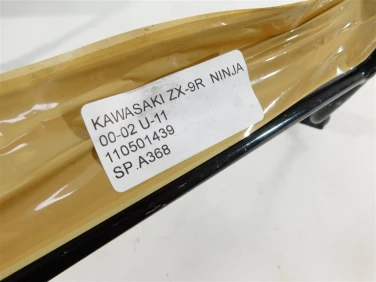 KAWASAKI ZX-9R NINJA
00-02 U-11
110501439
SP.A368